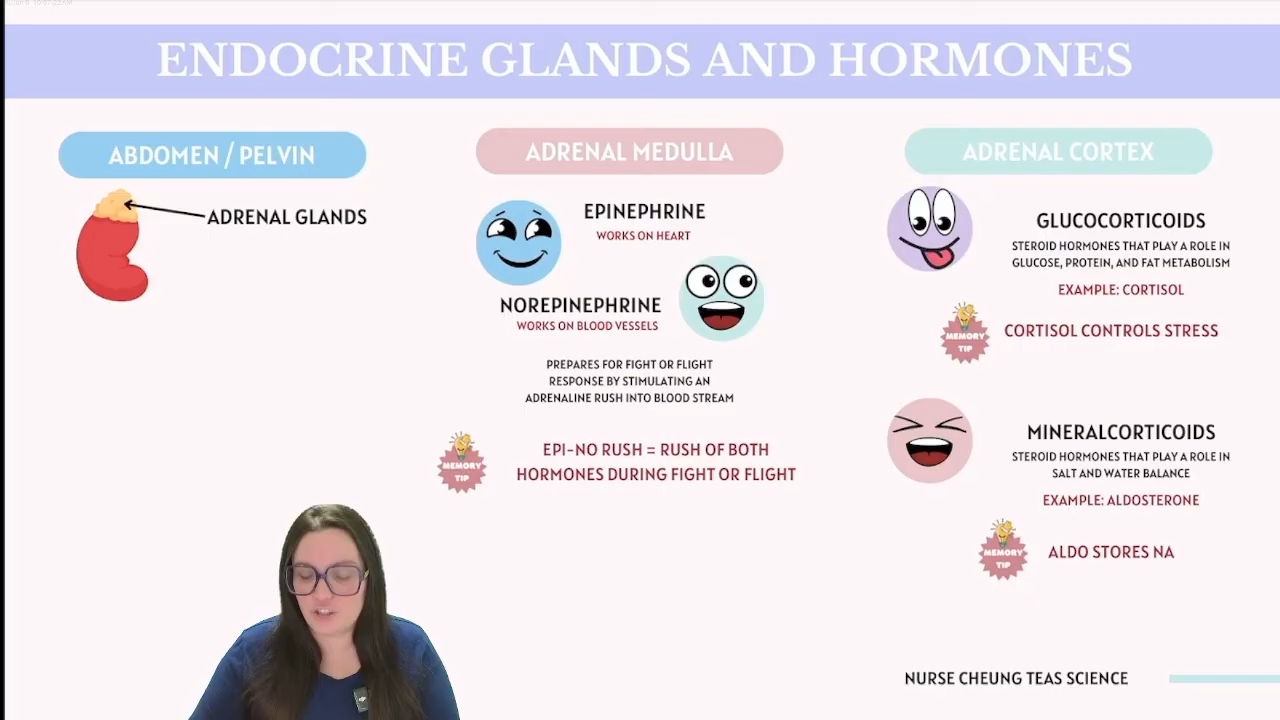 ENDOCRINE GLANDS AND HORMONES
ABDOMEN / PELVIN
ADRENAL GLANDS
ADRENAL MEDULLA
EPINEPHRINE
WORKS ON HEART
NOREPINEPHRINE
WORKS ON BLOOD VESSELS
PREPARES FOR FIGHT OR FLIGHT
RESPONSE BY STIMULATING AN
ADRENALINE RUSH INTO BLOOD STREAM
MEMORY
TIP
EPI-NO RUSH = RUSH OF BOTH
HORMONES DURING FIGHT OR FLIGHT
ADRENAL CORTEX
GLUCOCORTICOIDS
STEROID HORMONES THAT PLAY A ROLE IN
GLUCOSE, PROTEIN, AND FAT METABOLISM
EXAMPLE: CORTISOL
MEMORY
TIP
CORTISOL CONTROLS STRESS
MINERALCORTICOIDS
STEROID HORMONES THAT PLAY A ROLE IN
SALT AND WATER BALANCE
EXAMPLE: ALDOSTERONE
MEMORY
TIP
ALDO STORES NA
NURSE CHEUNG TEAS SCIENCE